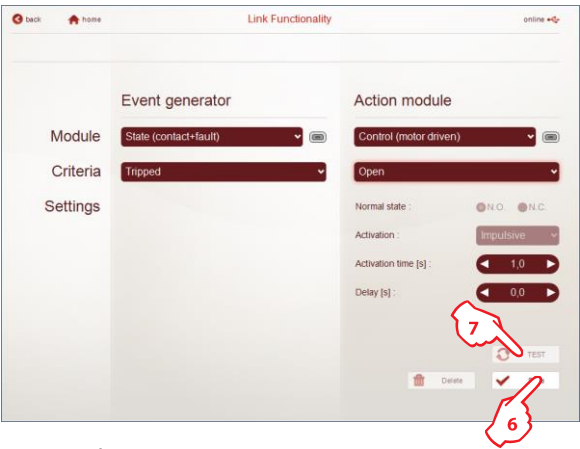 back home Link Functionality online
Event generator Action module
Module State (contact+fault) Control (motor driven)
Criteria Tripped Open
Settings Normal state : N.O. N.C.
Activation : Impulsive
Activation time [s] : 1,0
Delay [s] : 0,0
7
TEST
Delete
6